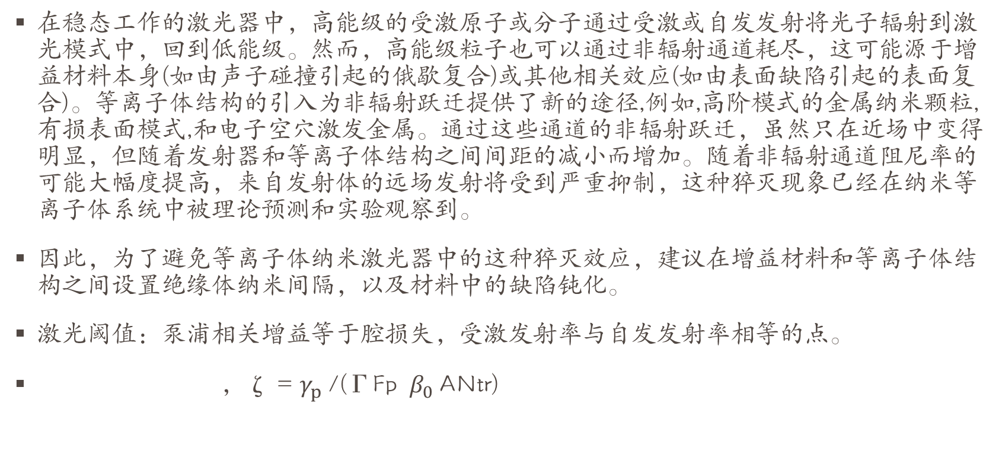 ▪ 在稳态工作的激光器中，高能级的受激原子或分子通过受激或自发发射将光子辐射到激
光模式中，回到低能级。然而，高能级粒子也可以通过非辐射通道耗尽，这可能源于增
益材料本身(如由声子碰撞引起的俄歇复合)或其他相关效应(如由表面缺陷引起的表面复
合)。等离子体结构的引入为非辐射跃迁提供了新的途径,例如,高阶模式的金属纳米颗粒,
有损表面模式,和电子空穴激发金属。通过这些通道的非辐射跃迁，虽然只在近场中变得
明显，但随着发射器和等离子体结构之间间距的减小而增加。随着非辐射通道阻尼率的
可能大幅度提高，来自发射体的远场发射将受到严重抑制，这种猝灭现象已经在纳米等
离子体系统中被理论预测和实验观察到。
▪ 因此，为了避免等离子体纳米激光器中的这种猝灭效应，建议在增益材料和等离子体结
构之间设置绝缘体纳米间隔，以及材料中的缺陷钝化。
▪ 激光阈值：泵浦相关增益等于腔损失，受激发射率与自发发射率相等的点。
▪ ， ζ = γp /( Γ Fp β0 ANtr)